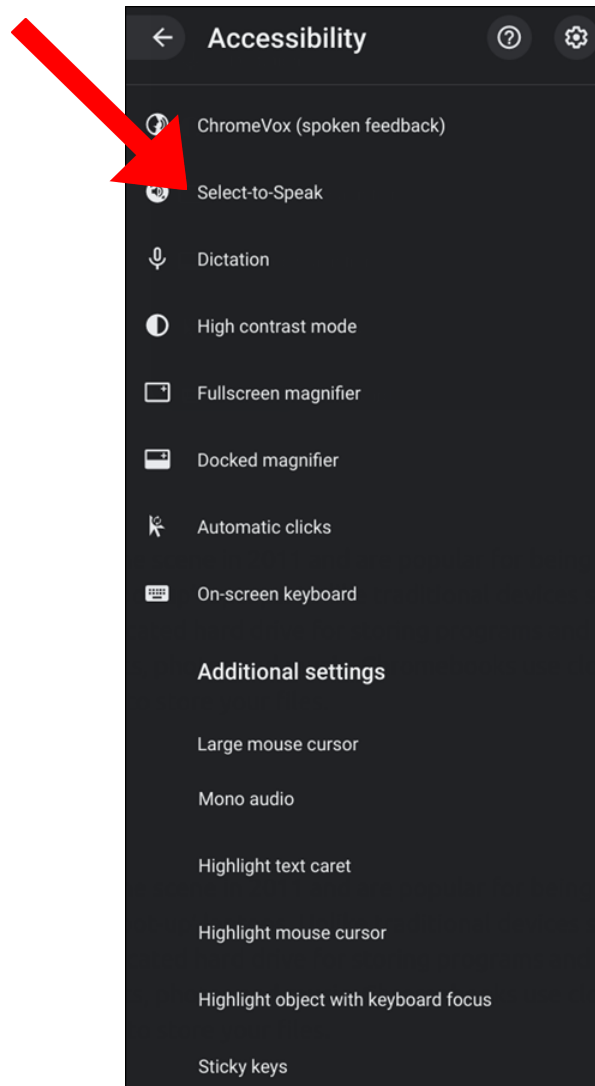 Accessibility
ChromeVox (spoken feedback)
Select-to-Speak
Dictation
High contrast mode
Fullscreen magnifier
Docked magnifier
Automatic clicks
On-screen keyboard
Additional settings
Large mouse cursor
Mono audio
Highlight text caret
Highlight mouse cursor
Highlight object with keyboard focus
Sticky keys